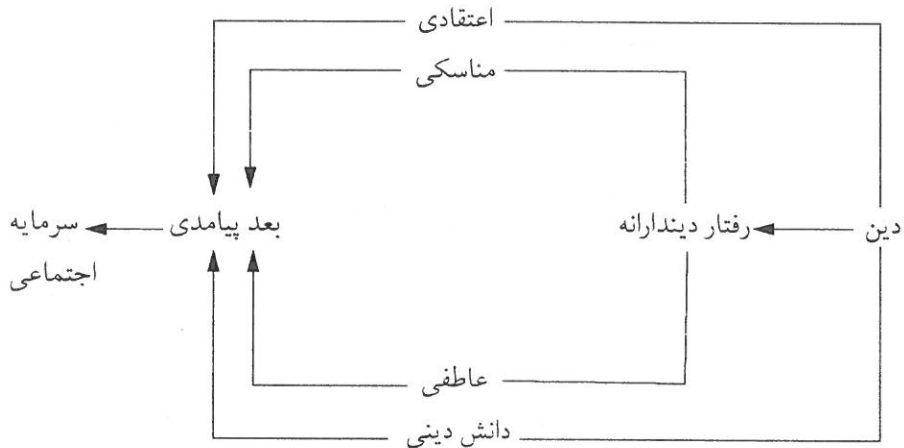 اعتقادی
مناسکی
دین
رفتار دیندارانه
بعد پیامدی
سرمایه
اجتماعی
عاطفی
دانش دینی